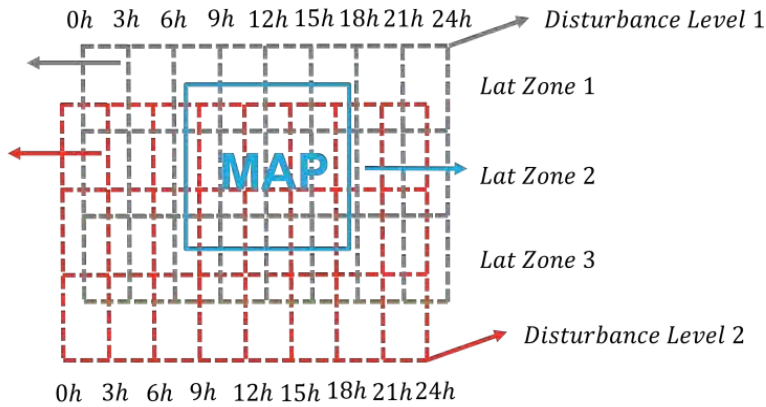 0h 3h 6h 9h 12h 15h 18h 21h 24h
Disturbance Level 1
Lat Zone 1
MAP
Lat Zone 2
Lat Zone 3
Disturbance Level 2
0h 3h 6h 9h 12h 15h 18h 21h 24h